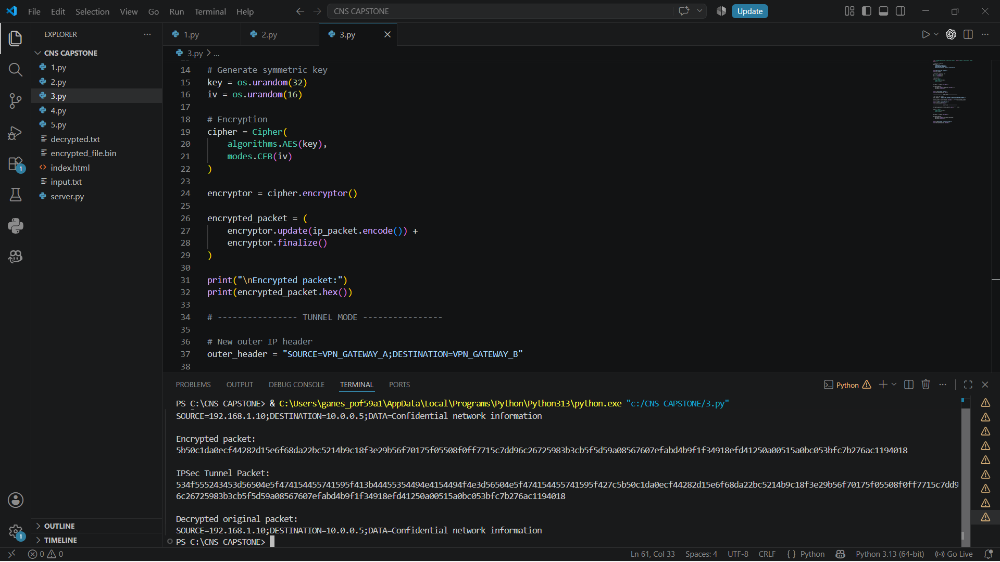 File Edit Selection View Go Run Terminal Help
CNS CAPSTONE
Update
EXPLORER
CNS CAPSTONE
1.py
2.py
3.py
4.py
5.py
decrypted.txt
encrypted_file.bin
index.html
input.txt
server.py
OUTLINE
TIMELINE
1
1
1.py
2.py
3.py
3.py > ...
14 # Generate symmetric key
15 key = os.urandom(32)
16 iv = os.urandom(16)
17
18 # Encryption
19 cipher = Cipher(
20 algorithms.AES(key),
21 modes.CFB(iv)
22 )
23
24 encryptor = cipher.encryptor()
25
26 encrypted_packet = (
27 encryptor.update(ip_packet.encode()) +
28 encryptor.finalize()
29 )
30
31 print("\nEncrypted packet:")
32 print(encrypted_packet.hex())
33
34 # ---------------- TUNNEL MODE ----------------
35
36 # New outer IP header
37 outer_header = "SOURCE=VPN_GATEWAY_A;DESTINATION=VPN_GATEWAY_B"
38
PROBLEMS OUTPUT DEBUG CONSOLE TERMINAL PORTS
Python
PS C:\CNS CAPSTONE> & C:\Users\ganes_pof59a1\AppData\Local\Programs\Python\Python313\python.exe "c:/CNS CAPSTONE/3.py"
SOURCE=192.168.1.10;DESTINATION=10.0.0.5;DATA=Confidential network information
Encrypted packet:
5b50c1da0ecf44282d15e6f68da22bc5214b9c18f3e29b56f70175f05508f0ff7715c7dd96c26725983b3cb5f5d59a08567607efabd4b9f1f34918efd41250a00515a0bc053bfc7b276ac1194018
IPSec Tunnel Packet:
534f555243453d56504e5f474154455741595f413b44455354494e4154494f4e3d56504e5f474154455741595f427c5b50c1da0ecf44282d15e6f68da22bc5214b9c18f3e29b56f70175f05508f0ff7715c7dd9
6c26725983b3cb5f5d59a08567607efabd4b9f1f34918efd41250a00515a0bc053bfc7b276ac1194018
Decrypted original packet:
SOURCE=192.168.1.10;DESTINATION=10.0.0.5;DATA=Confidential network information
PS C:\CNS CAPSTONE>
0 0
Ln 61, Col 33 Spaces: 4 UTF-8 CRLF { } Python Python 3.13 (64-bit) Go Live